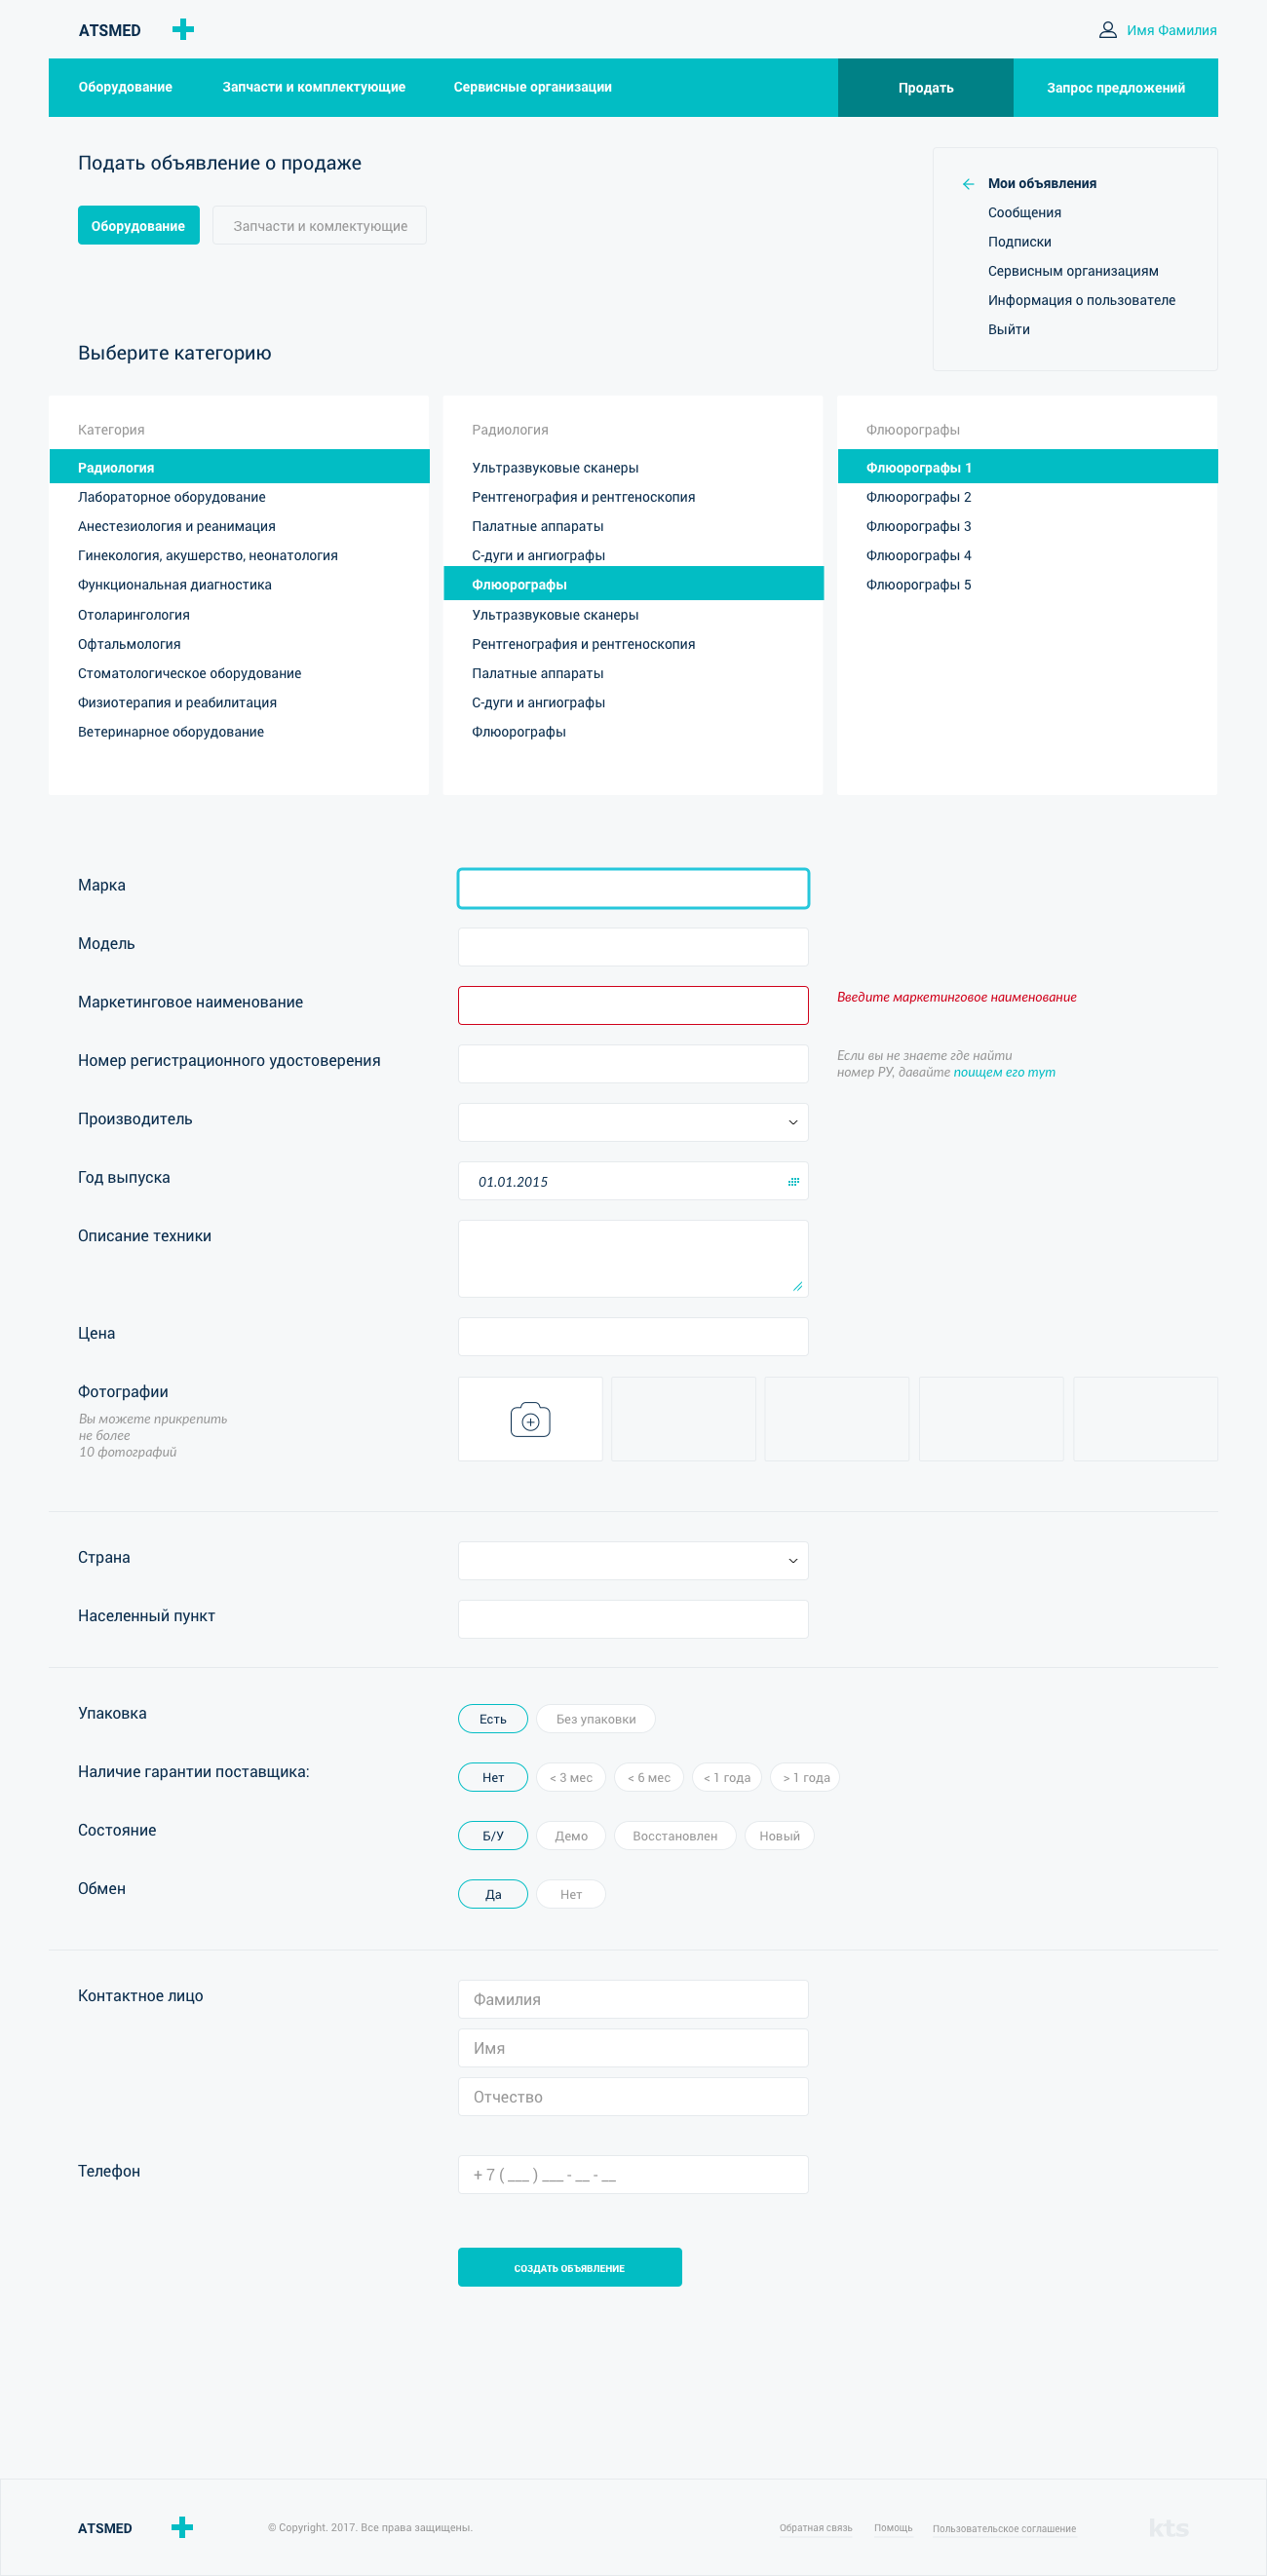 ATSMED
Имя Фамилия
Оборудование
Запчасти и комплектующие
Сервисные организации
Продать
Запрос предложений
Подать объявление о продаже
Оборудование
Запчасти и комлектующие
Мои объявления
Сообщения
Подписки
Сервисным организациям
Информация о пользователе
Выйти
Выберите категорию
Категория
Радиология
Лабораторное оборудование
Анестезиология и реанимация
Гинекология, акушерство, неонатология
Функциональная диагностика
Отоларингология
Офтальмология
Стоматологическое оборудование
Физиотерапия и реабилитация
Ветеринарное оборудование
Радиология
Ультразвуковые сканеры
Рентгенография и рентгеноскопия
Палатные аппараты
С-дуги и ангиографы
Флюорографы
Ультразвуковые сканеры
Рентгенография и рентгеноскопия
Палатные аппараты
С-дуги и ангиографы
Флюорографы
Флюорографы
Флюорографы 1
Флюорографы 2
Флюорографы 3
Флюорографы 4
Флюорографы 5
Марка
Модель
Маркетинговое наименование
Введите маркетинговое наименование
Номер регистрационного удостоверения
Если вы не знаете где найти
номер РУ, давайте поищем его тут
Производитель
Год выпуска
01.01.2015
Описание техники
Цена
Фотографии
Вы можете прикрепить
не более
10 фотографий
Страна
Населенный пункт
Упаковка
Есть
Без упаковки
Наличие гарантии поставщика:
Нет
< 3 мес
< 6 мес
< 1 года
> 1 года
Состояние
Б/У
Демо
Восстановлен
Новый
Обмен
Да
Нет
Контактное лицо
Фамилия
Имя
Отчество
Телефон
+ 7 ( ___ ) ___ - __ - __
СОЗДАТЬ ОБЪЯВЛЕНИЕ
ATSMED
© Copyright. 2017. Все права защищены.
Обратная связь
Помощь
Пользовательское соглашение
kts